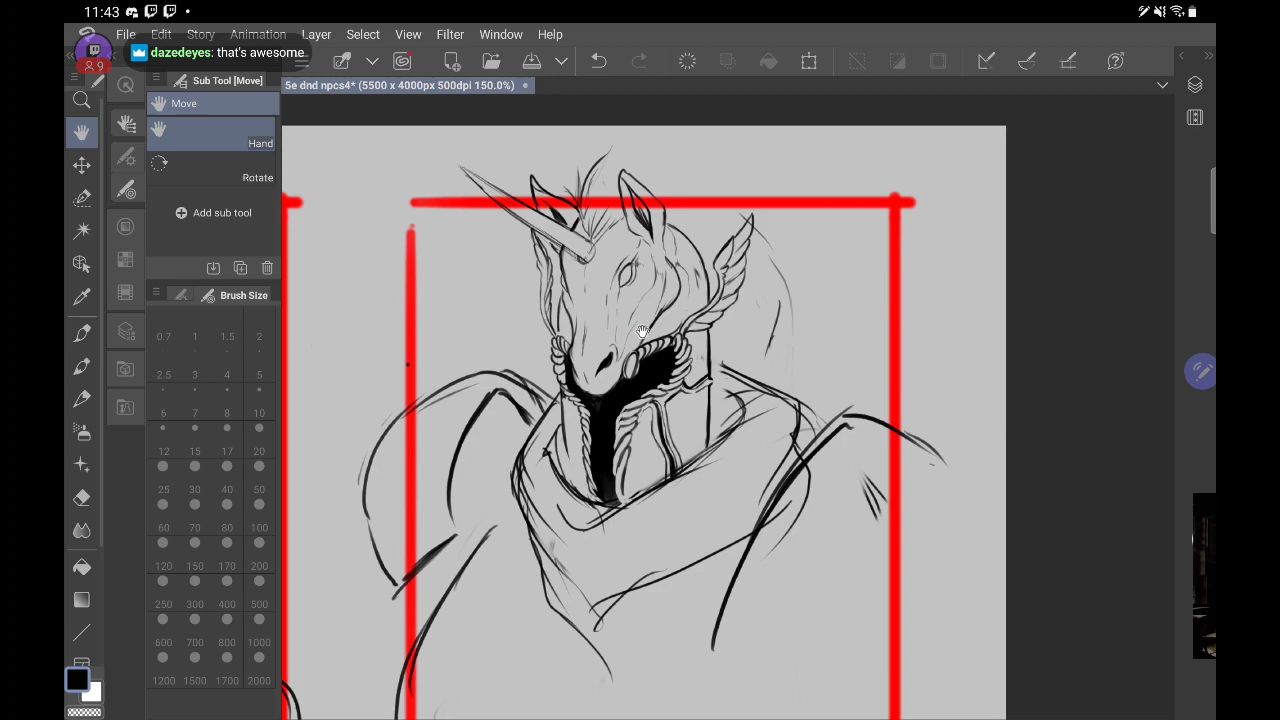 11:43
File Edit Animation Layer Select View Filter Window Help
dazedeyes: that's awesome
9
Sub Tool [Move]
5e dnd npcs4* (5500 x 4000px 500dpi 150.0%)
Move
Hand
Rotate
Add sub tool
Brush Size
0.7 1 1.5 2
2.5 3 4 5
6 7 8 10
12 15 17 20
25 30 40 50
60 70 80 100
120 150 170 200
250 300 400 500
600 700 800 1000
1200 1500 1700 2000